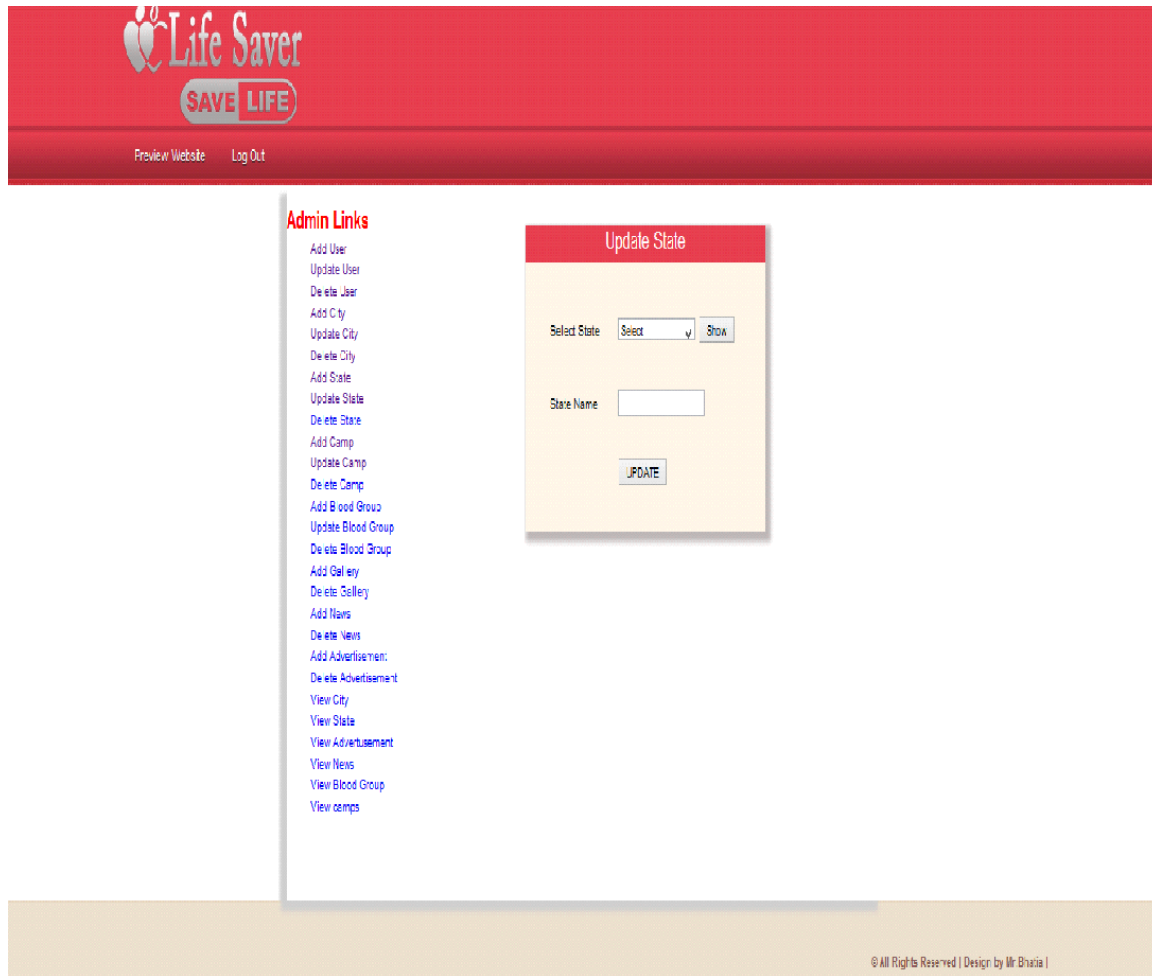 Life Saver
SAVE LIFE
Preview Website Log Out
Admin Links
Add User
Update User
Delete User
Add City
Update City
Delete City
Add State
Update State
Delete State
Add Camp
Update Camp
Delete Camp
Add Blood Group
Update Blood Group
Delete Blood Group
Add Gallery
Delete Gallery
Add News
Delete News
Add Advertisement
Delete Advertisement
View City
View State
View Advertusement
View News
View Blood Group
View camps
Update State
Select State Select Show
State Name
UPDATE
© All Rights Reserved | Design by Mr.Bhatia |